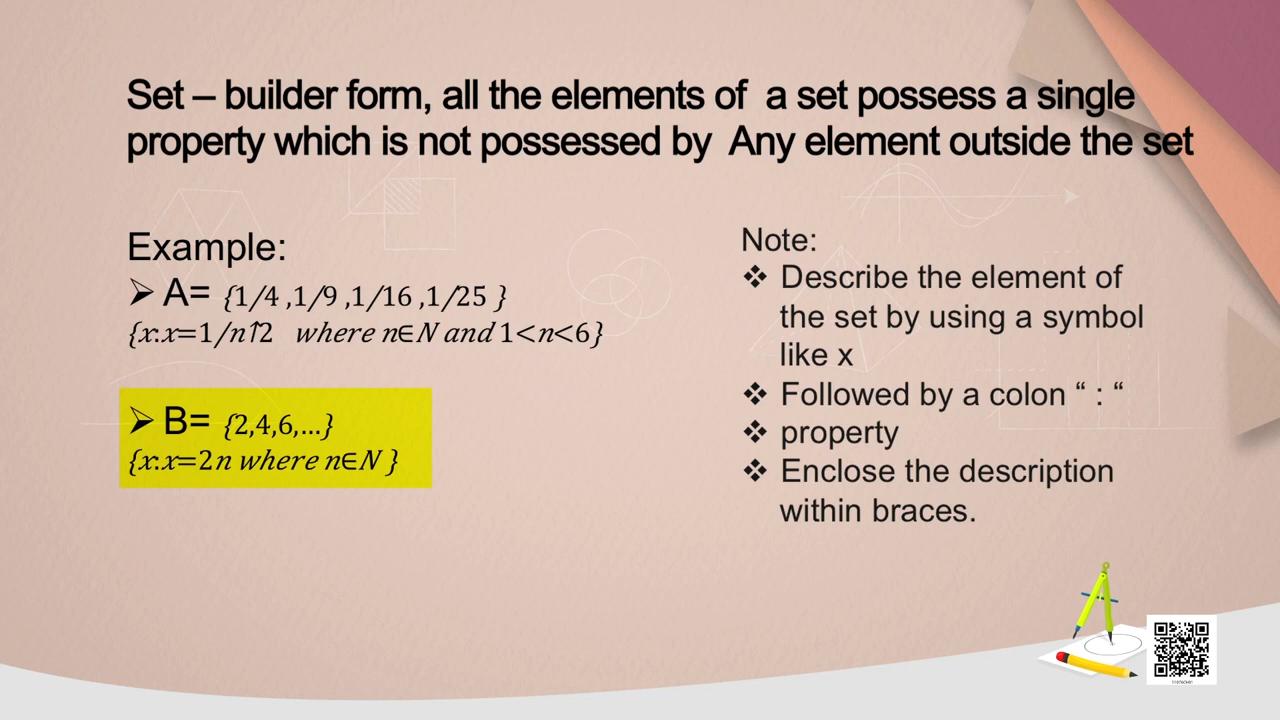 Set – builder form, all the elements of a set possess a single
property which is not possessed by Any element outside the set
Example:
➢ A= {1/4 ,1/9 ,1/16 ,1/25 }
{x:x=1/n↑2 where n∈N and 1<n<6}
➢ B= {2,4,6,...}
{x:x=2n where n∈N }
Note:
❖ Describe the element of
the set by using a symbol
like x
❖ Followed by a colon “ : “
❖ property
❖ Enclose the description
within braces.